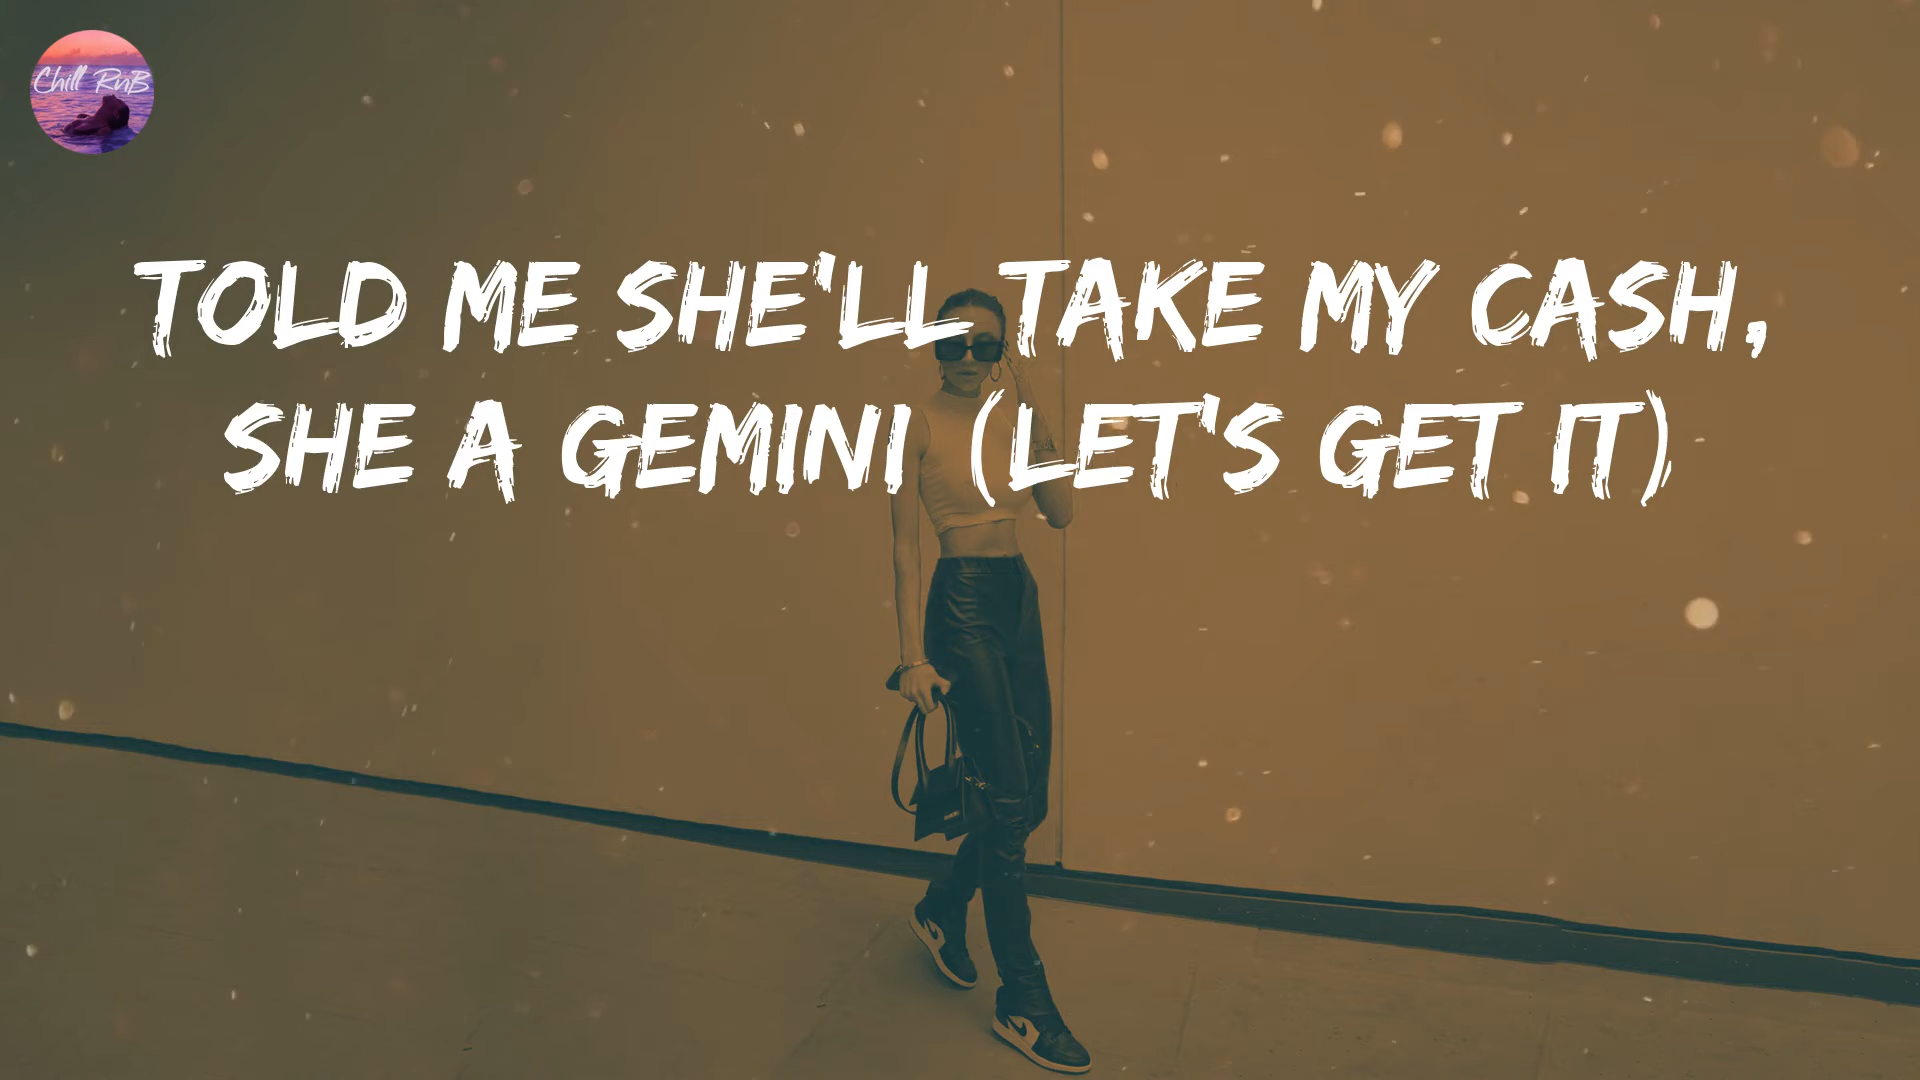 Chill RnB
TOLD ME SHE'LL TAKE MY CASH,
SHE A GEMINI (LET'S GET IT)